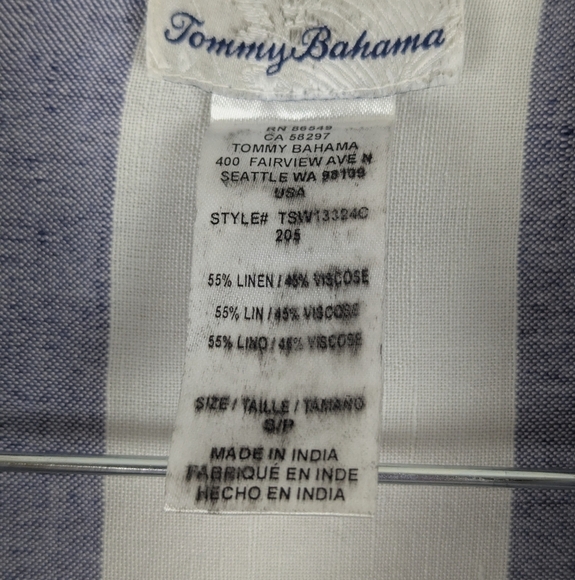 Tommy Bahama
RN 86549
CA 58297
TOMMY BAHAMA
400 FAIRVIEW AVE N
SEATTLE WA 98109
USA
STYLE# TSW13324C
205
55% LINEN / 45% VISCOSE
55% LIN / 45% VISCOSE
55% LINO / 45% VISCOSE
SIZE / TAILLE / TAMAÑO
S/P
MADE IN INDIA
FABRIQUÉ EN INDE
HECHO EN INDIA